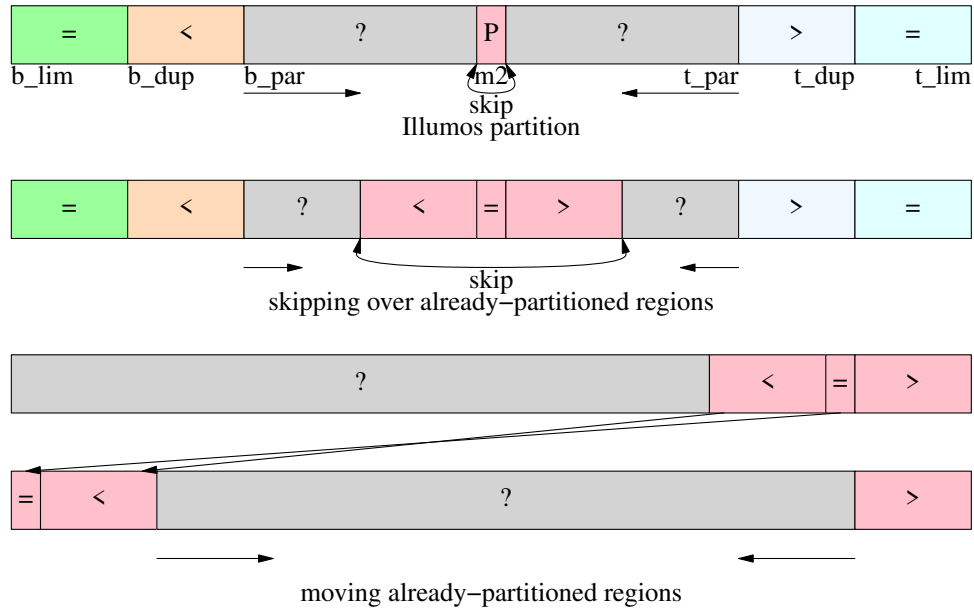 = < ? P ? > =
b_lim b_dup b_par m2 t_par t_dup t_lim
skip
Illumos partition
= < ? < = > ? > =
skip
skipping over already−partitioned regions
? < = >
= < ? >
moving already−partitioned regions